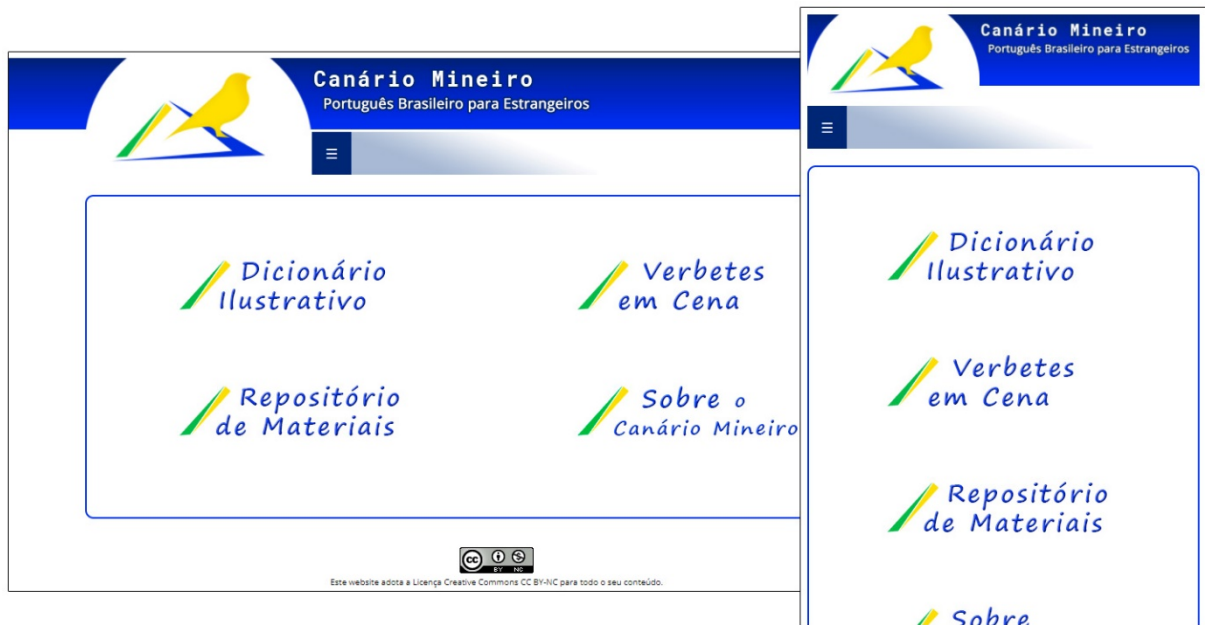 Canário Mineiro
Português Brasileiro para Estrangeiros
☰
Dicionário
Ilustrativo
Verbetes
em Cena
Repositório
de Materiais
Sobre o
Canário Mineiro
cc
BY NC
Este website adota a Licença Creative Commons CC BY-NC para todo o seu conteúdo.
Canário Mineiro
Português Brasileiro para Estrangeiros
☰
Dicionário
Ilustrativo
Verbetes
em Cena
Repositório
de Materiais
Sobre